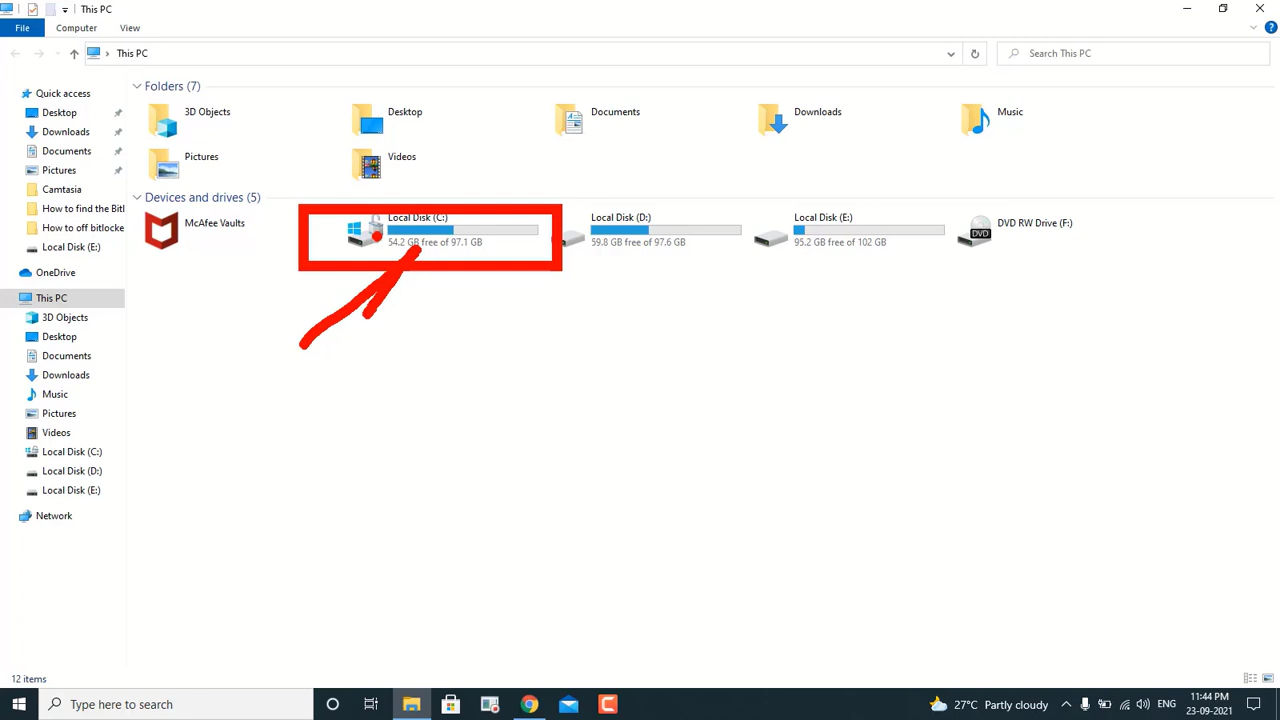 This PC
File
Computer
View
This PC
Search This PC
Quick access
Desktop
Downloads
Documents
Pictures
Camtasia
How to find the Bitl
How to off bitlocke
Local Disk (E:)
OneDrive
This PC
3D Objects
Desktop
Documents
Downloads
Music
Pictures
Videos
Local Disk (C:)
Local Disk (D:)
Local Disk (E:)
Network
Folders (7)
3D Objects
Desktop
Documents
Downloads
Music
Pictures
Videos
Devices and drives (5)
McAfee Vaults
Local Disk (C:)
54.2 GB free of 97.1 GB
Local Disk (D:)
59.8 GB free of 97.6 GB
Local Disk (E:)
95.2 GB free of 102 GB
DVD
DVD RW Drive (F:)
12 items
Type here to search
27°C Partly cloudy
ENG
11:44 PM
23-09-2021